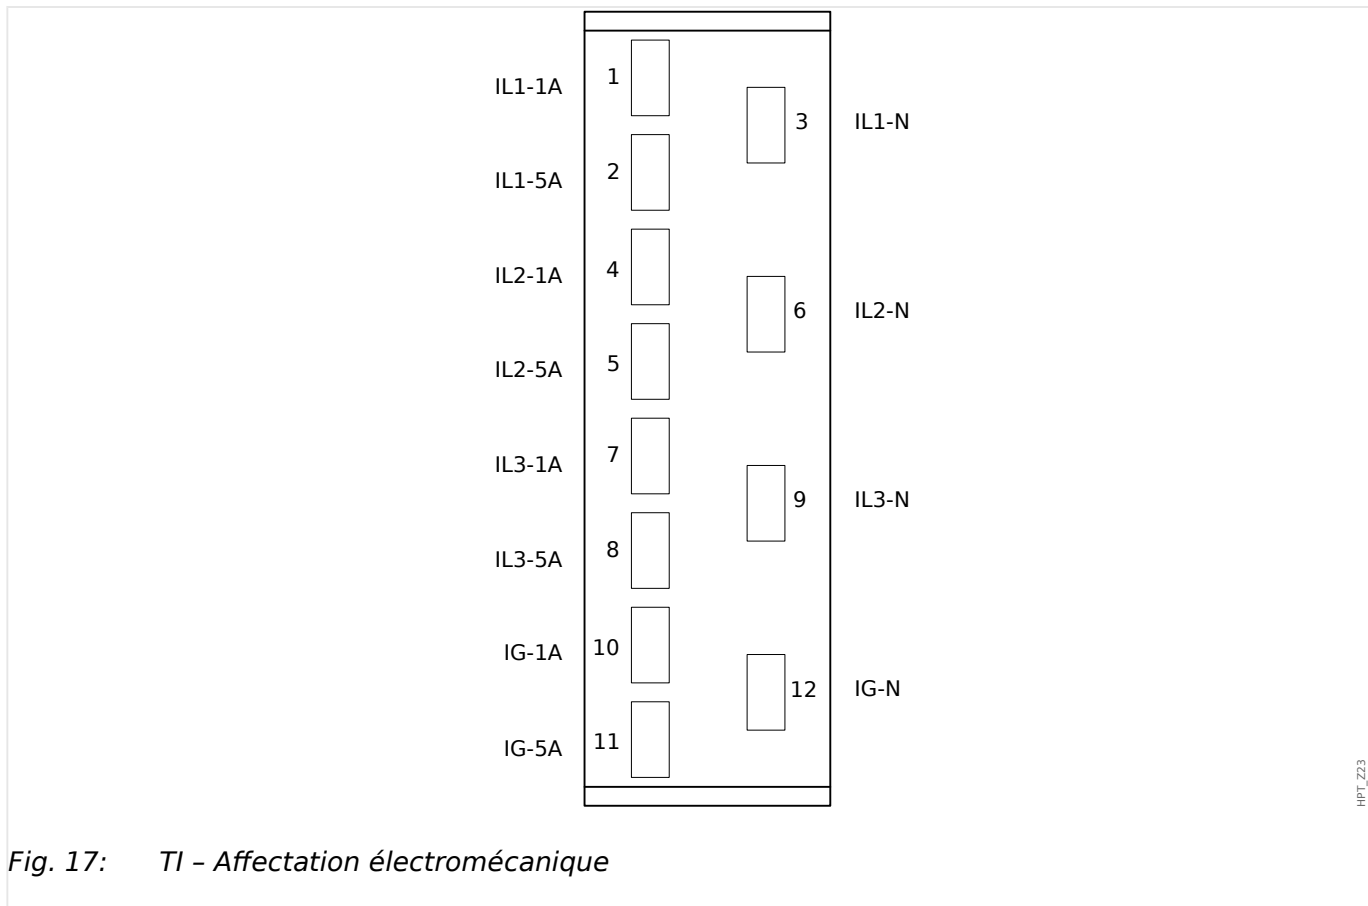 IL1-1A 1
3 IL1-N
IL1-5A 2
IL2-1A 4
6 IL2-N
IL2-5A 5
IL3-1A 7
9 IL3-N
IL3-5A 8
IG-1A 10
12 IG-N
IG-5A 11
HPT_Z23
Fig. 17: TI – Affectation électromécanique